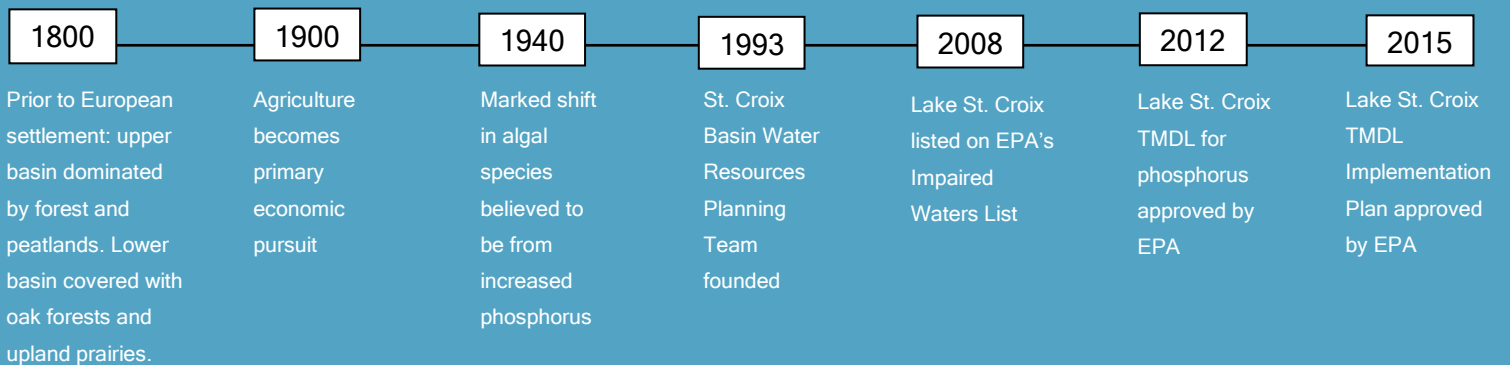 1800
Prior to European
settlement: upper
basin dominated
by forest and
peatlands. Lower
basin covered with
oak forests and
upland prairies.
1900
Agriculture
becomes
primary
economic
pursuit
1940
Marked shift
in algal
species
believed to
be from
increased
phosphorus
1993
St. Croix
Basin Water
Resources
Planning
Team
founded
2008
Lake St. Croix
listed on EPA's
Impaired
Waters List
2012
Lake St. Croix
TMDL for
phosphorus
approved by
EPA
2015
Lake St. Croix
TMDL
Implementation
Plan approved
by EPA